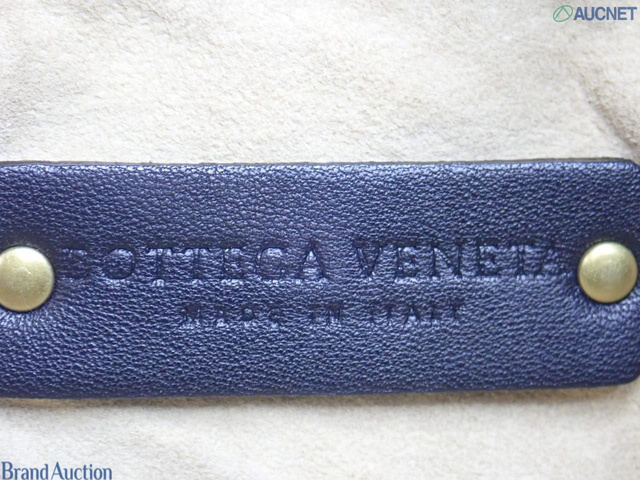 AUCNET
BOTTEGA VENETA
MADE IN ITALY
Brand Auction